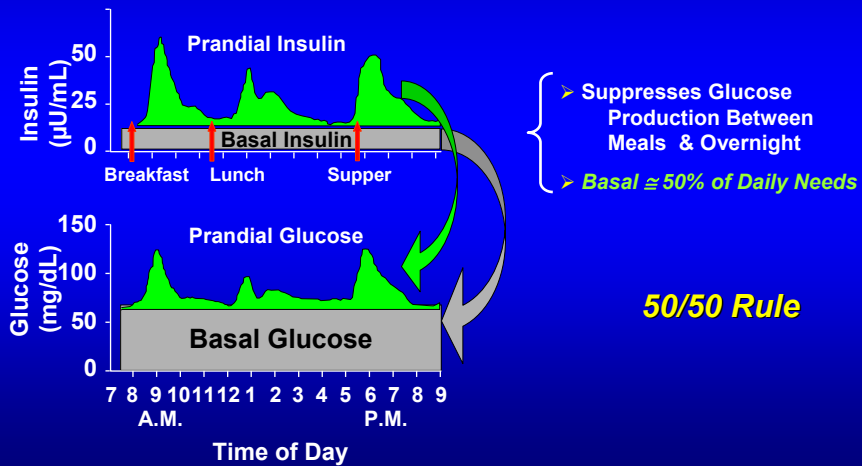 Prandial Insulin
50
25
0
Insulin
(µU/mL)
Basal Insulin
Breakfast Lunch Supper
➢ Suppresses Glucose
Production Between
Meals & Overnight
➢ Basal ≅ 50% of Daily Needs
150
100
50
0
Glucose
(mg/dL)
Prandial Glucose
Basal Glucose
50/50 Rule
7 8 9 10 11 12 1 2 3 4 5 6 7 8 9
A.M. P.M.
Time of Day